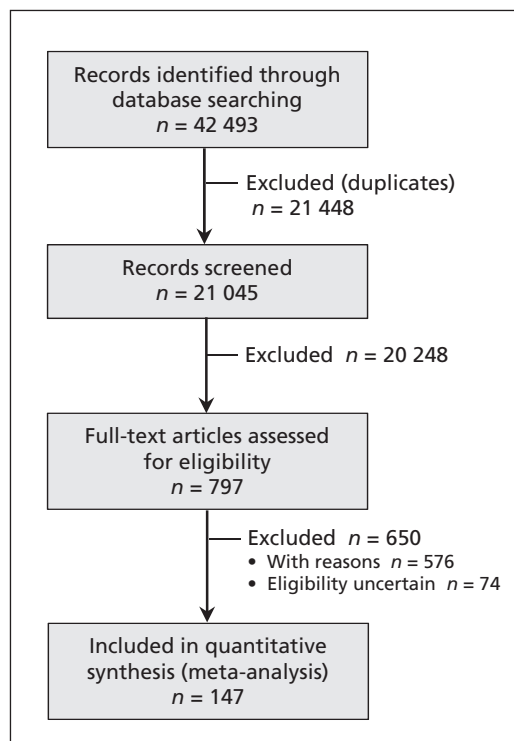 Records identified through
database searching
n = 42 493
Excluded (duplicates)
n = 21 448
Records screened
n = 21 045
Excluded n = 20 248
Full-text articles assessed
for eligibility
n = 797
Excluded n = 650
• With reasons n = 576
• Eligibility uncertain n = 74
Included in quantitative
synthesis (meta-analysis)
n = 147